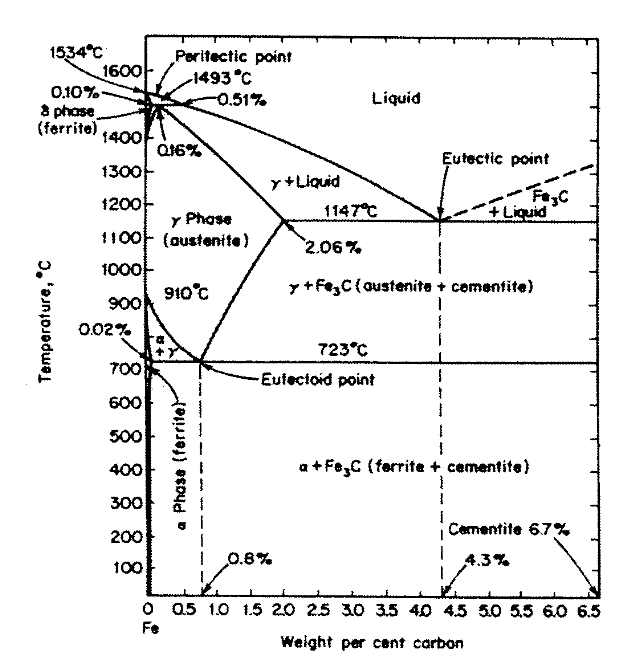 1534°C
Peritectic point
1600
1493°C
0.10%
0.51%
Liquid
δ phase
(ferrite)
1400
0.16%
Eutectic point
1300
γ+Liquid
Fe₃C
1200
1147°C
+Liquid
γ Phase
(austenite)
1100
2.06%
1000
γ+Fe₃C (austenite + cementite)
910°C
900
0.02%
α
+γ
723°C
700
Eutectoid point
600
500
α+Fe₃C (ferrite + cementite)
400
α Phase (ferrite)
300
200
Cementite 6.7%
100
0.8%
4.3%
0 0.5 1.0 1.5 2.0 2.5 3.0 3.5 4.0 4.5 5.0 5.5 6.0 6.5
Fe
Weight per cent carbon
Temperature, °C